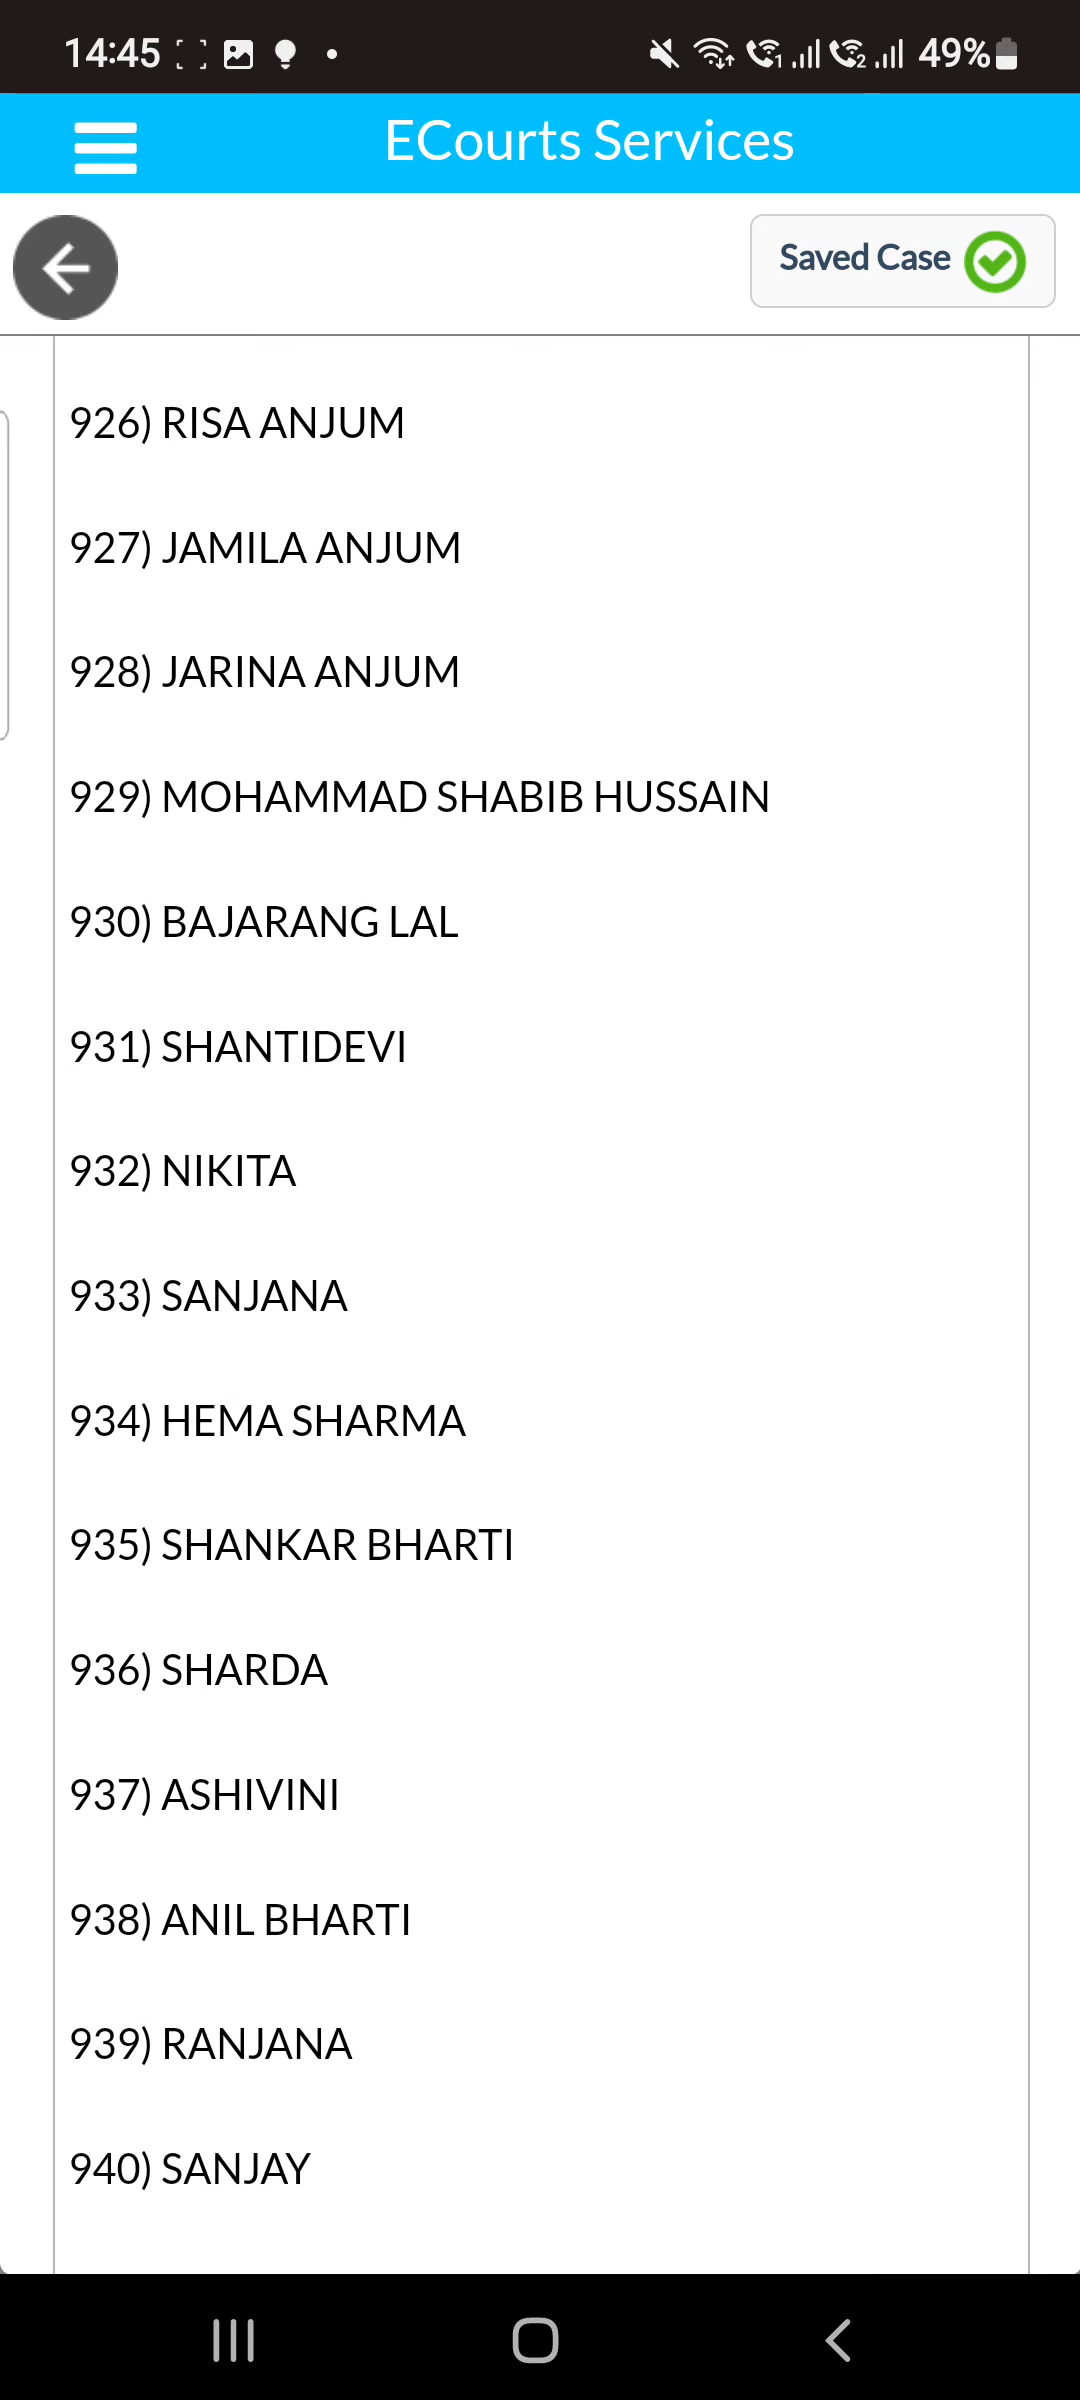 14:45
49%
ECourts Services
Saved Case
926) RISA ANJUM
927) JAMILA ANJUM
928) JARINA ANJUM
929) MOHAMMAD SHABIB HUSSAIN
930) BAJARANG LAL
931) SHANTIDEVI
932) NIKITA
933) SANJANA
934) HEMA SHARMA
935) SHANKAR BHARTI
936) SHARDA
937) ASHIVINI
938) ANIL BHARTI
939) RANJANA
940) SANJAY